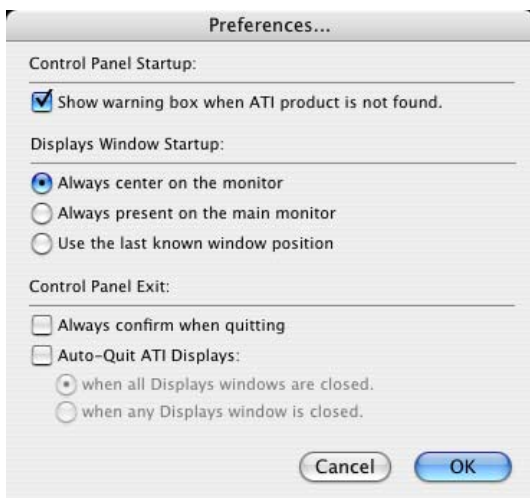 Preferences...
Control Panel Startup:
Show warning box when ATI product is not found.
Displays Window Startup:
Always center on the monitor
Always present on the main monitor
Use the last known window position
Control Panel Exit:
Always confirm when quitting
Auto-Quit ATI Displays:
when all Displays windows are closed.
when any Displays window is closed.
Cancel OK